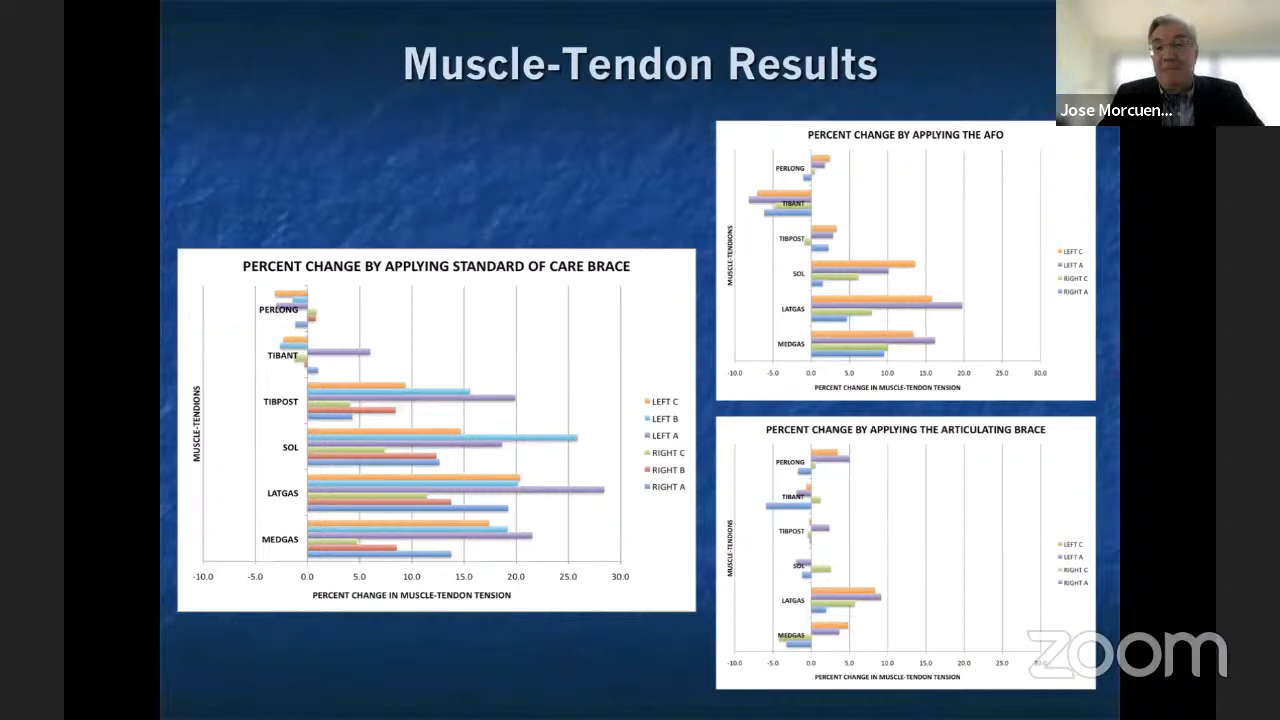 Muscle-Tendon Results
Jose Morcuen...
PERCENT CHANGE BY APPLYING STANDARD OF CARE BRACE
MUSCLE-TENDIONS
PERLONG
TIBANT
TIBPOST
SOL
LATGAS
MEDGAS
-10.0 -5.0 0.0 5.0 10.0 15.0 20.0 25.0 30.0
PERCENT CHANGE IN MUSCLE-TENDON TENSION
LEFT C
LEFT B
LEFT A
RIGHT C
RIGHT B
RIGHT A
PERCENT CHANGE BY APPLYING THE AFO
MUSCLE-TENDIONS
PERLONG
TIBANT
TIBPOST
SOL
LATGAS
MEDGAS
-10.0 -5.0 0.0 5.0 10.0 15.0 20.0 25.0 30.0
PERCENT CHANGE IN MUSCLE-TENDON TENSION
LEFT C
LEFT A
RIGHT C
RIGHT A
PERCENT CHANGE BY APPLYING THE ARTICULATING BRACE
MUSCLE-TENDIONS
PERLONG
TIBANT
TIBPOST
SOL
LATGAS
MEDGAS
-10.0 -5.0 0.0 5.0 10.0 15.0 20.0 25.0 30.0
PERCENT CHANGE IN MUSCLE-TENDON TENSION
LEFT C
LEFT A
RIGHT C
RIGHT A
zoom